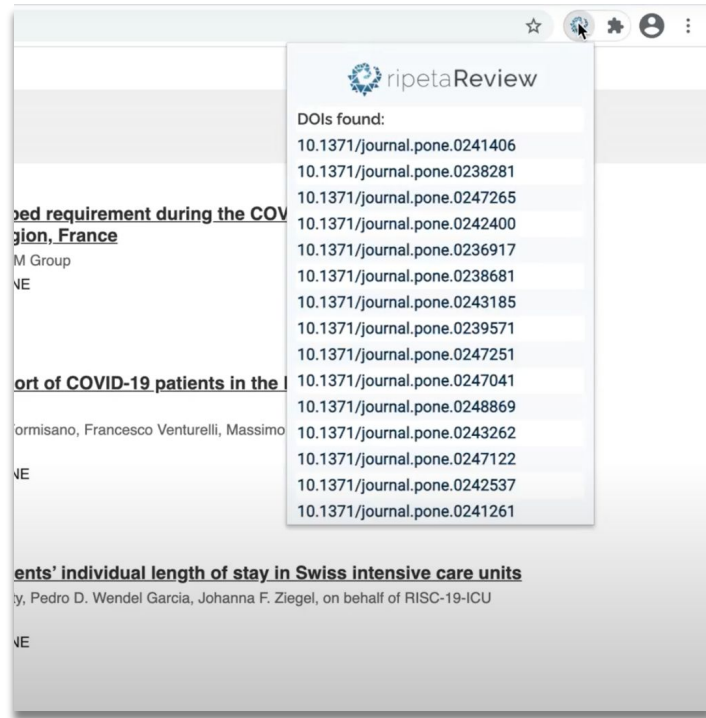 ripetaReview
DOIs found:
10.1371/journal.pone.0241406
10.1371/journal.pone.0238281
10.1371/journal.pone.0247265
10.1371/journal.pone.0242400
10.1371/journal.pone.0236917
10.1371/journal.pone.0238681
10.1371/journal.pone.0243185
10.1371/journal.pone.0239571
10.1371/journal.pone.0247251
10.1371/journal.pone.0247041
10.1371/journal.pone.0248869
10.1371/journal.pone.0243262
10.1371/journal.pone.0247122
10.1371/journal.pone.0242537
10.1371/journal.pone.0241261
requirement during the COV
France
M Group
NE
ort of COVID-19 patients in the
ormisano, Francesco Venturelli, Massimo
NE
ents’ individual length of stay in Swiss intensive care units
ty, Pedro D. Wendel Garcia, Johanna F. Ziegel, on behalf of RISC-19-ICU
NE